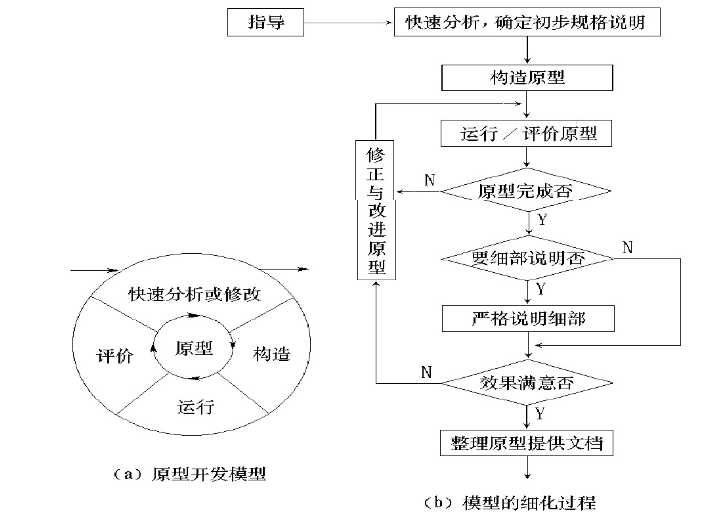 指导
快速分析，确定初步规格说明
构造原型
运行／评价原型
修正与改进原型
N
原型完成否
Y
要细部说明否
N
Y
严格说明细部
N
效果满意否
Y
整理原型提供文档
(b) 模型的细化过程
快速分析或修改
评价
原型
构造
运行
(a) 原型开发模型